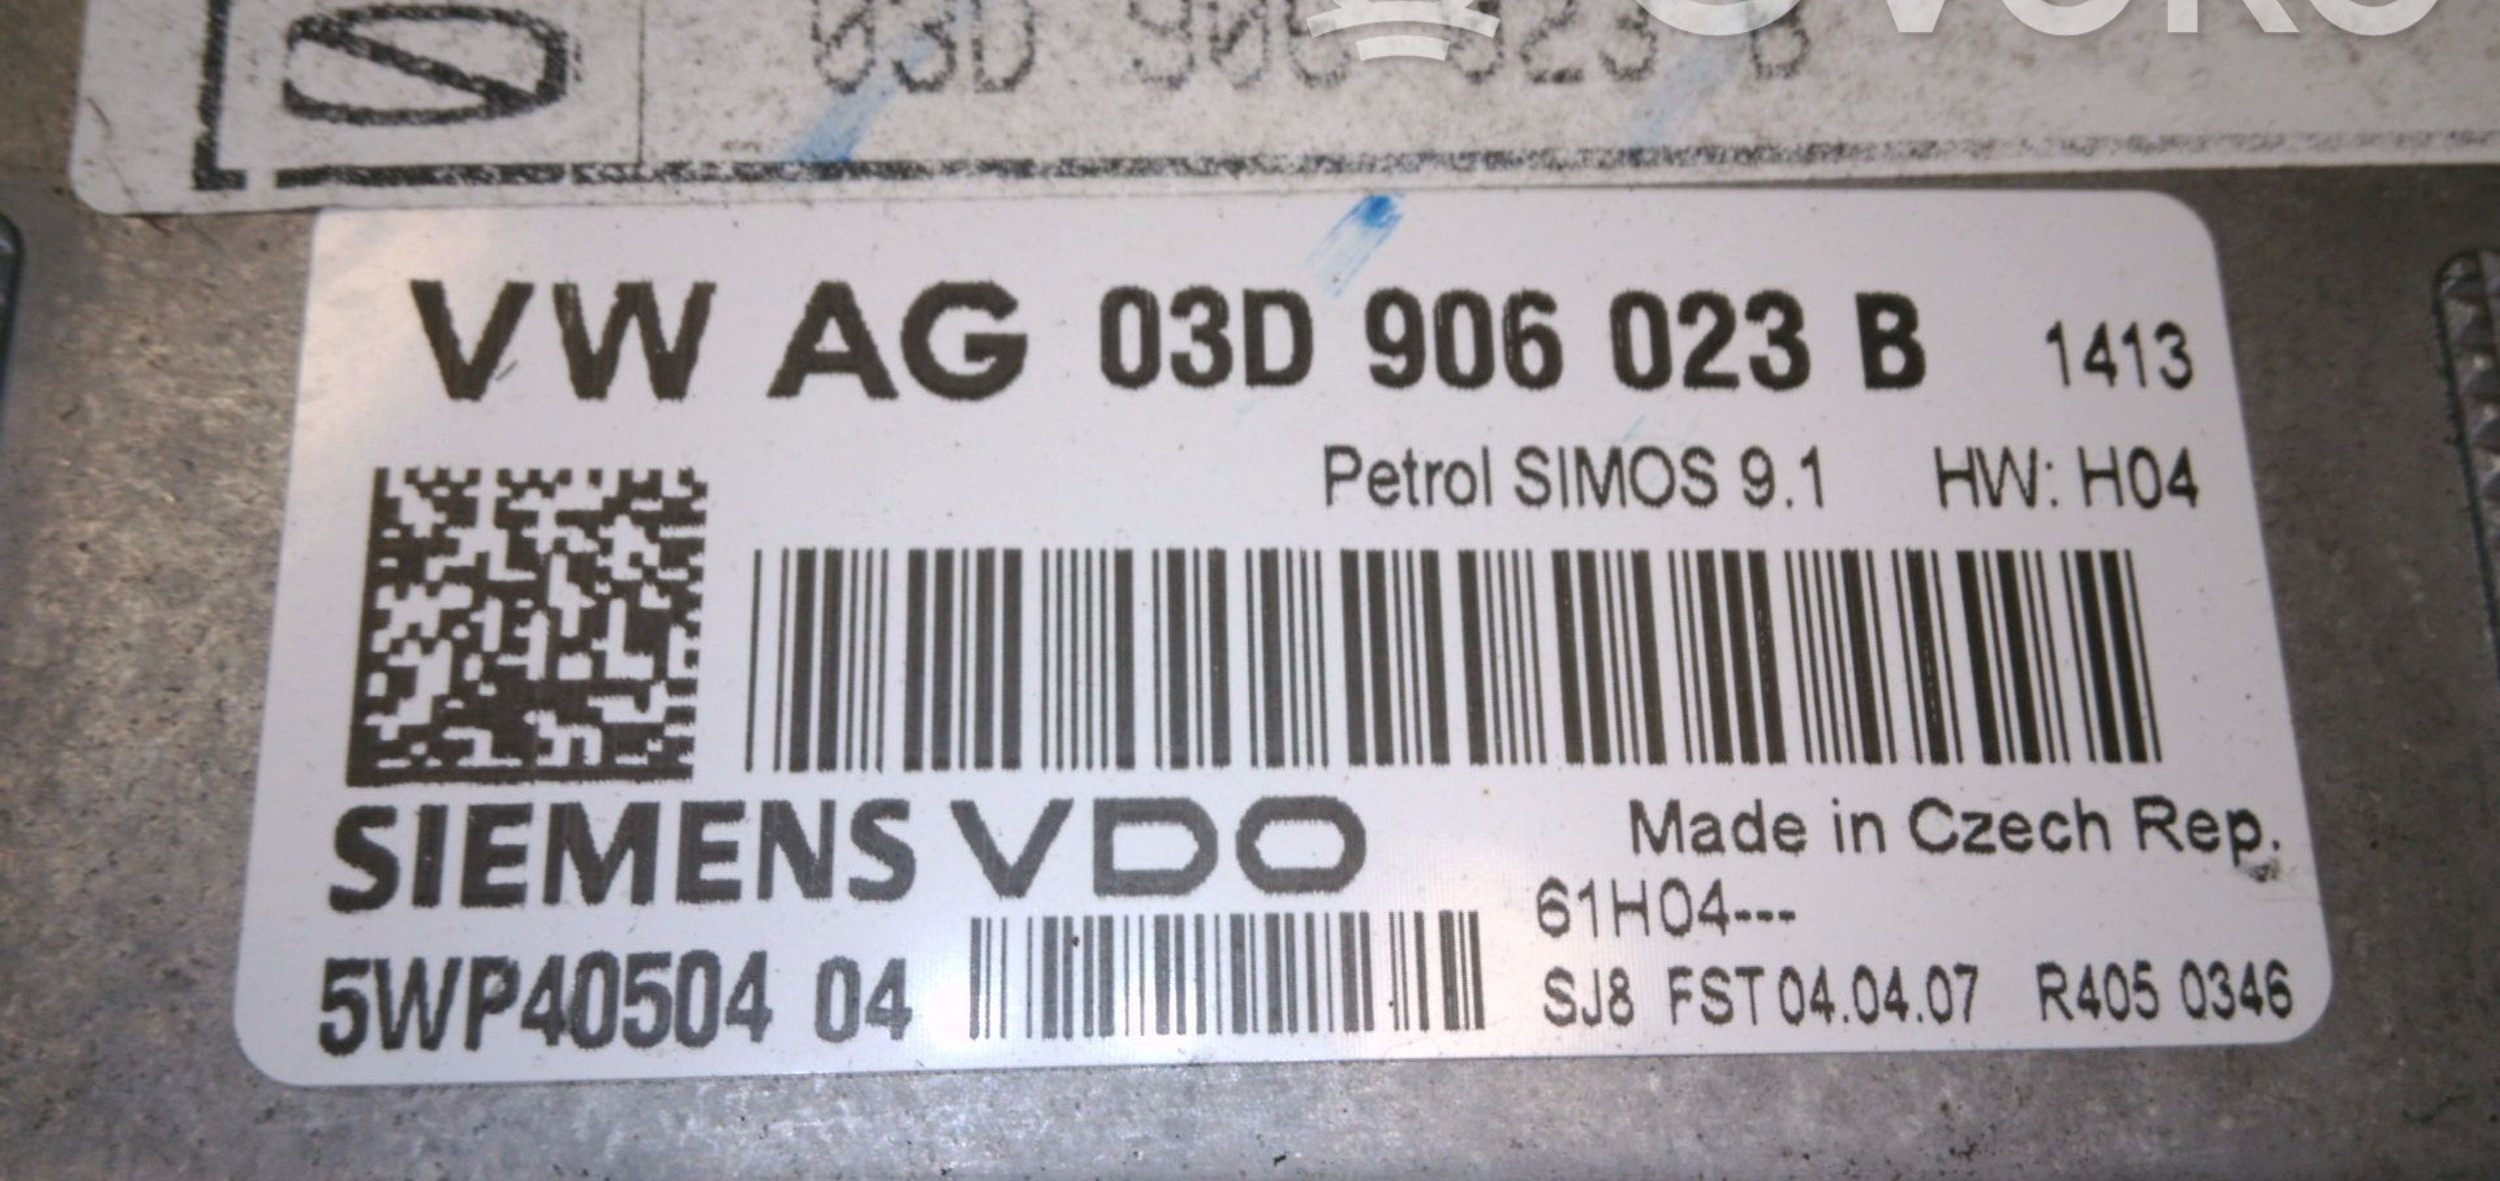 03D 906 023 B
VW AG 03D 906 023 B 1413
Petrol SIMOS 9.1 HW: H04
SIEMENS VDO Made in Czech Rep.
61H04---
5WP40504 04 SJ8 FST 04.04.07 R405 0346